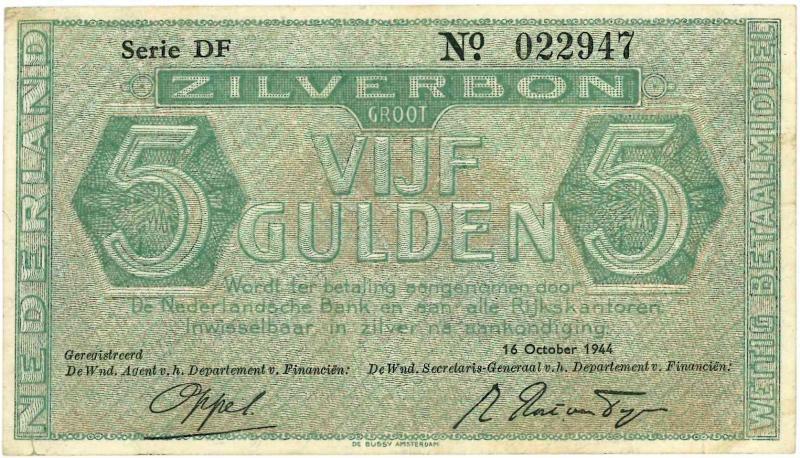 Serie DF
Nº 022947
ZILVERBON
GROOT
5 VIJF 5
GULDEN
NEDERLAND
WETTIG BETAALMIDDEL
Wordt ter betaling aangenomen door
De Nederlandsche Bank en aan alle Rijkskantoren.
Inwisselbaar in zilver na aankondiging.
16 October 1944
Geregistreerd
De Wnd. Agent v. h. Departement v. Financiën:
De Wnd. Secretaris-Generaal v. h. Departement v. Financiën:
Oppel.
DE BUSSY AMSTERDAM